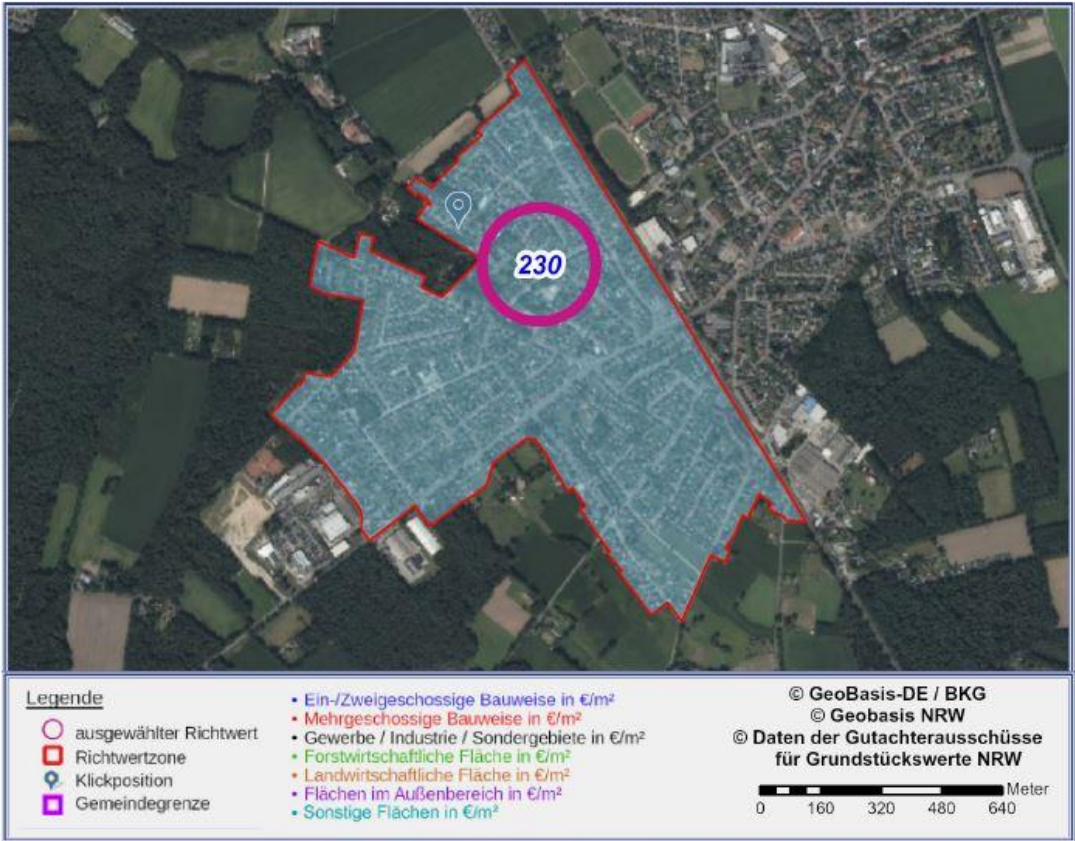 230
Legende
ausgewählter Richtwert
Richtwertzone
Klickposition
Gemeindegrenze
• Ein-/Zweigeschossige Bauweise in €/m²
• Mehrgeschossige Bauweise in €/m²
• Gewerbe / Industrie / Sondergebiete in €/m²
• Forstwirtschaftliche Fläche in €/m²
• Landwirtschaftliche Fläche in €/m²
• Flächen im Außenbereich in €/m²
• Sonstige Flächen in €/m²
© GeoBasis-DE / BKG
© Geobasis NRW
© Daten der Gutachterausschüsse
für Grundstückswerte NRW
Meter
0 160 320 480 640